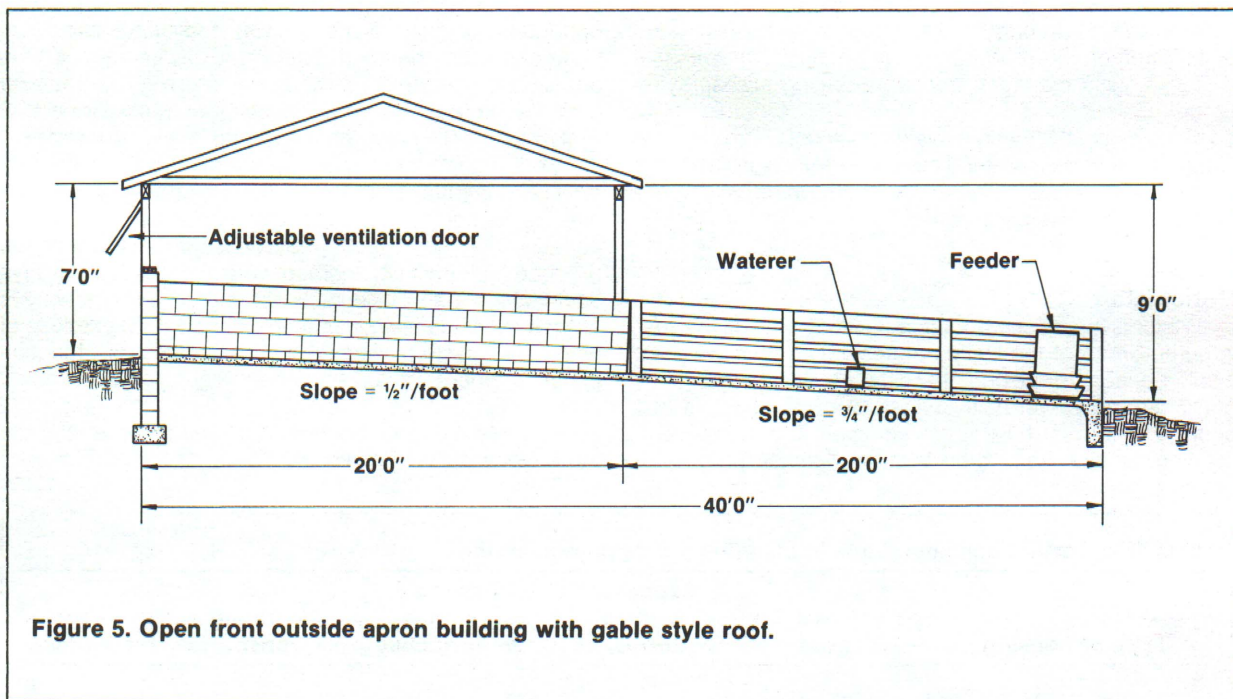 Adjustable ventilation door
Waterer
Feeder
7'0"
9'0"
Slope = ½"/foot
Slope = ¾"/foot
20'0"
20'0"
40'0"
Figure 5. Open front outside apron building with gable style roof.